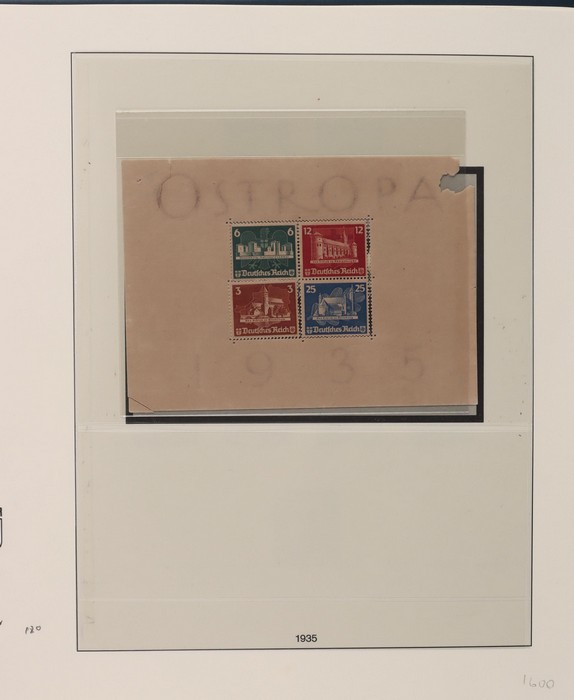 OSTROPA
6 6 12 12
Deutsches Reich Deutsches Reich
3 3 25 25
Deutsches Reich Deutsches Reich
1935
1935
1600